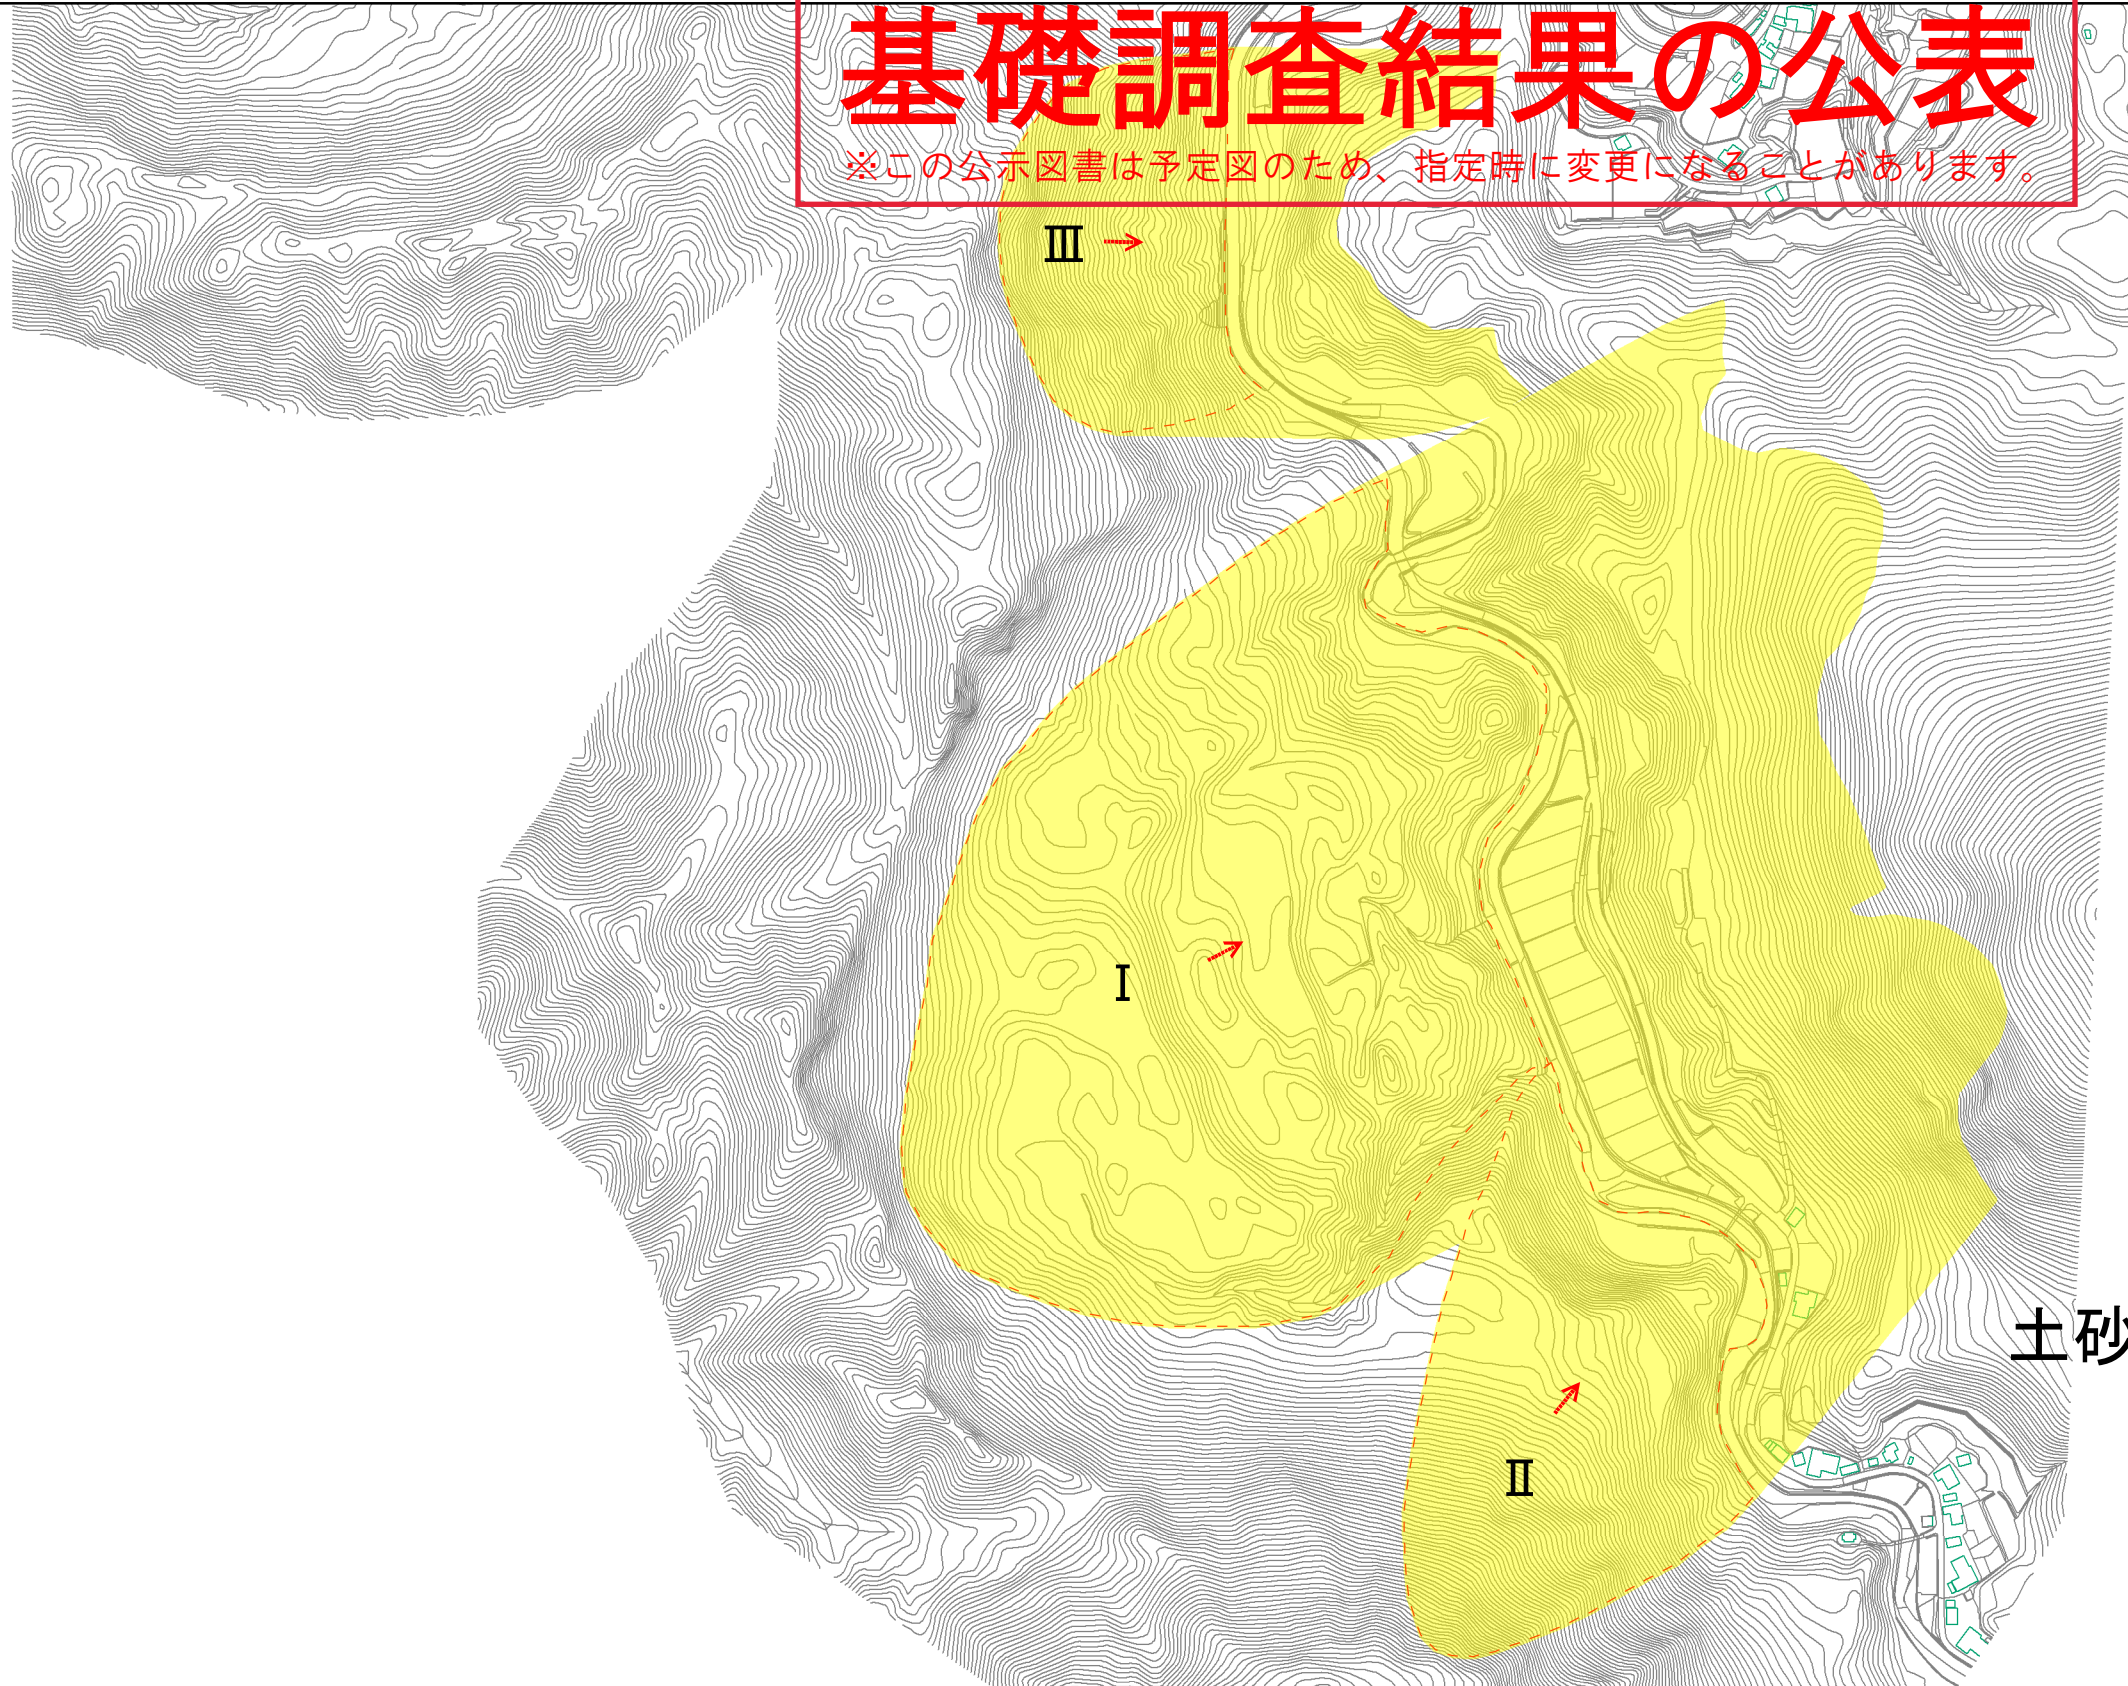 基礎調査結果の公表
※この公示図書は予定図のため、指定時に変更になることがあります。
Ⅲ
Ⅰ
土砂
Ⅱ